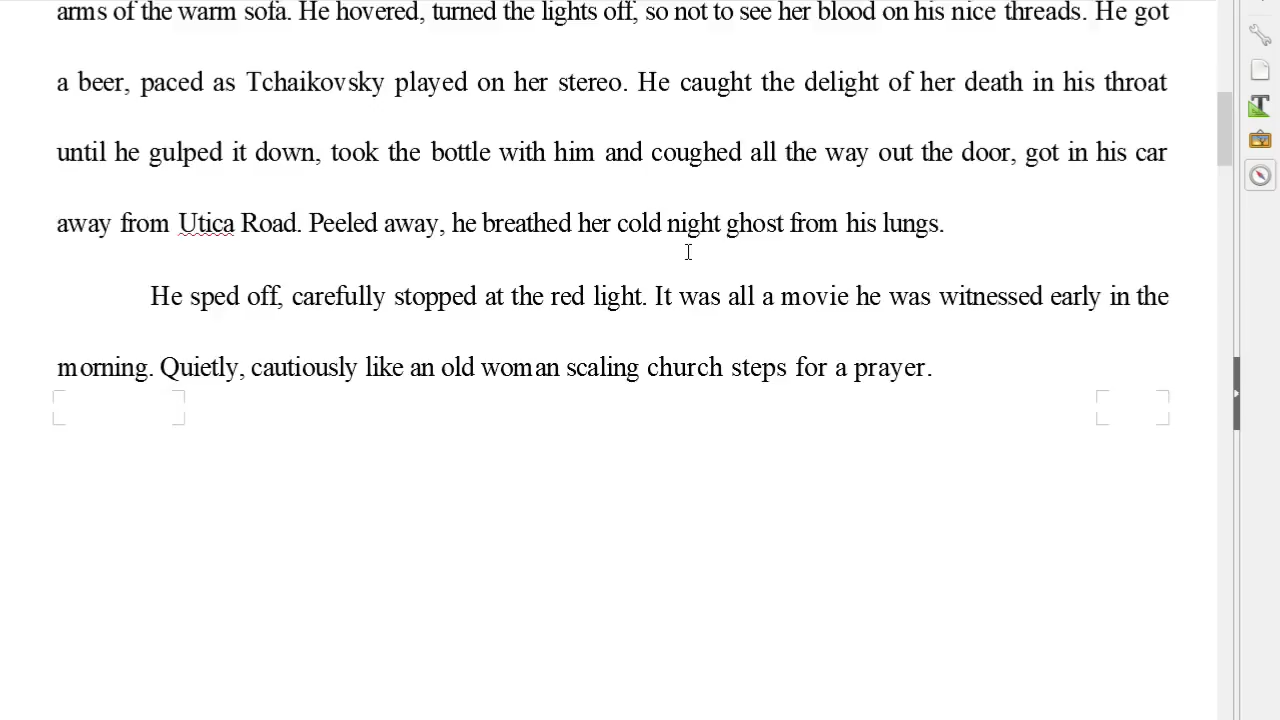 arms of the warm sofa. He hovered, turned the lights off, so not to see her blood on his nice threads. He got
a beer, paced as Tchaikovsky played on her stereo. He caught the delight of her death in his throat
until he gulped it down, took the bottle with him and coughed all the way out the door, got in his car
away from Utica Road. Peeled away, he breathed her cold night ghost from his lungs.
He sped off, carefully stopped at the red light. It was all a movie he was witnessed early in the
morning. Quietly, cautiously like an old woman scaling church steps for a prayer.